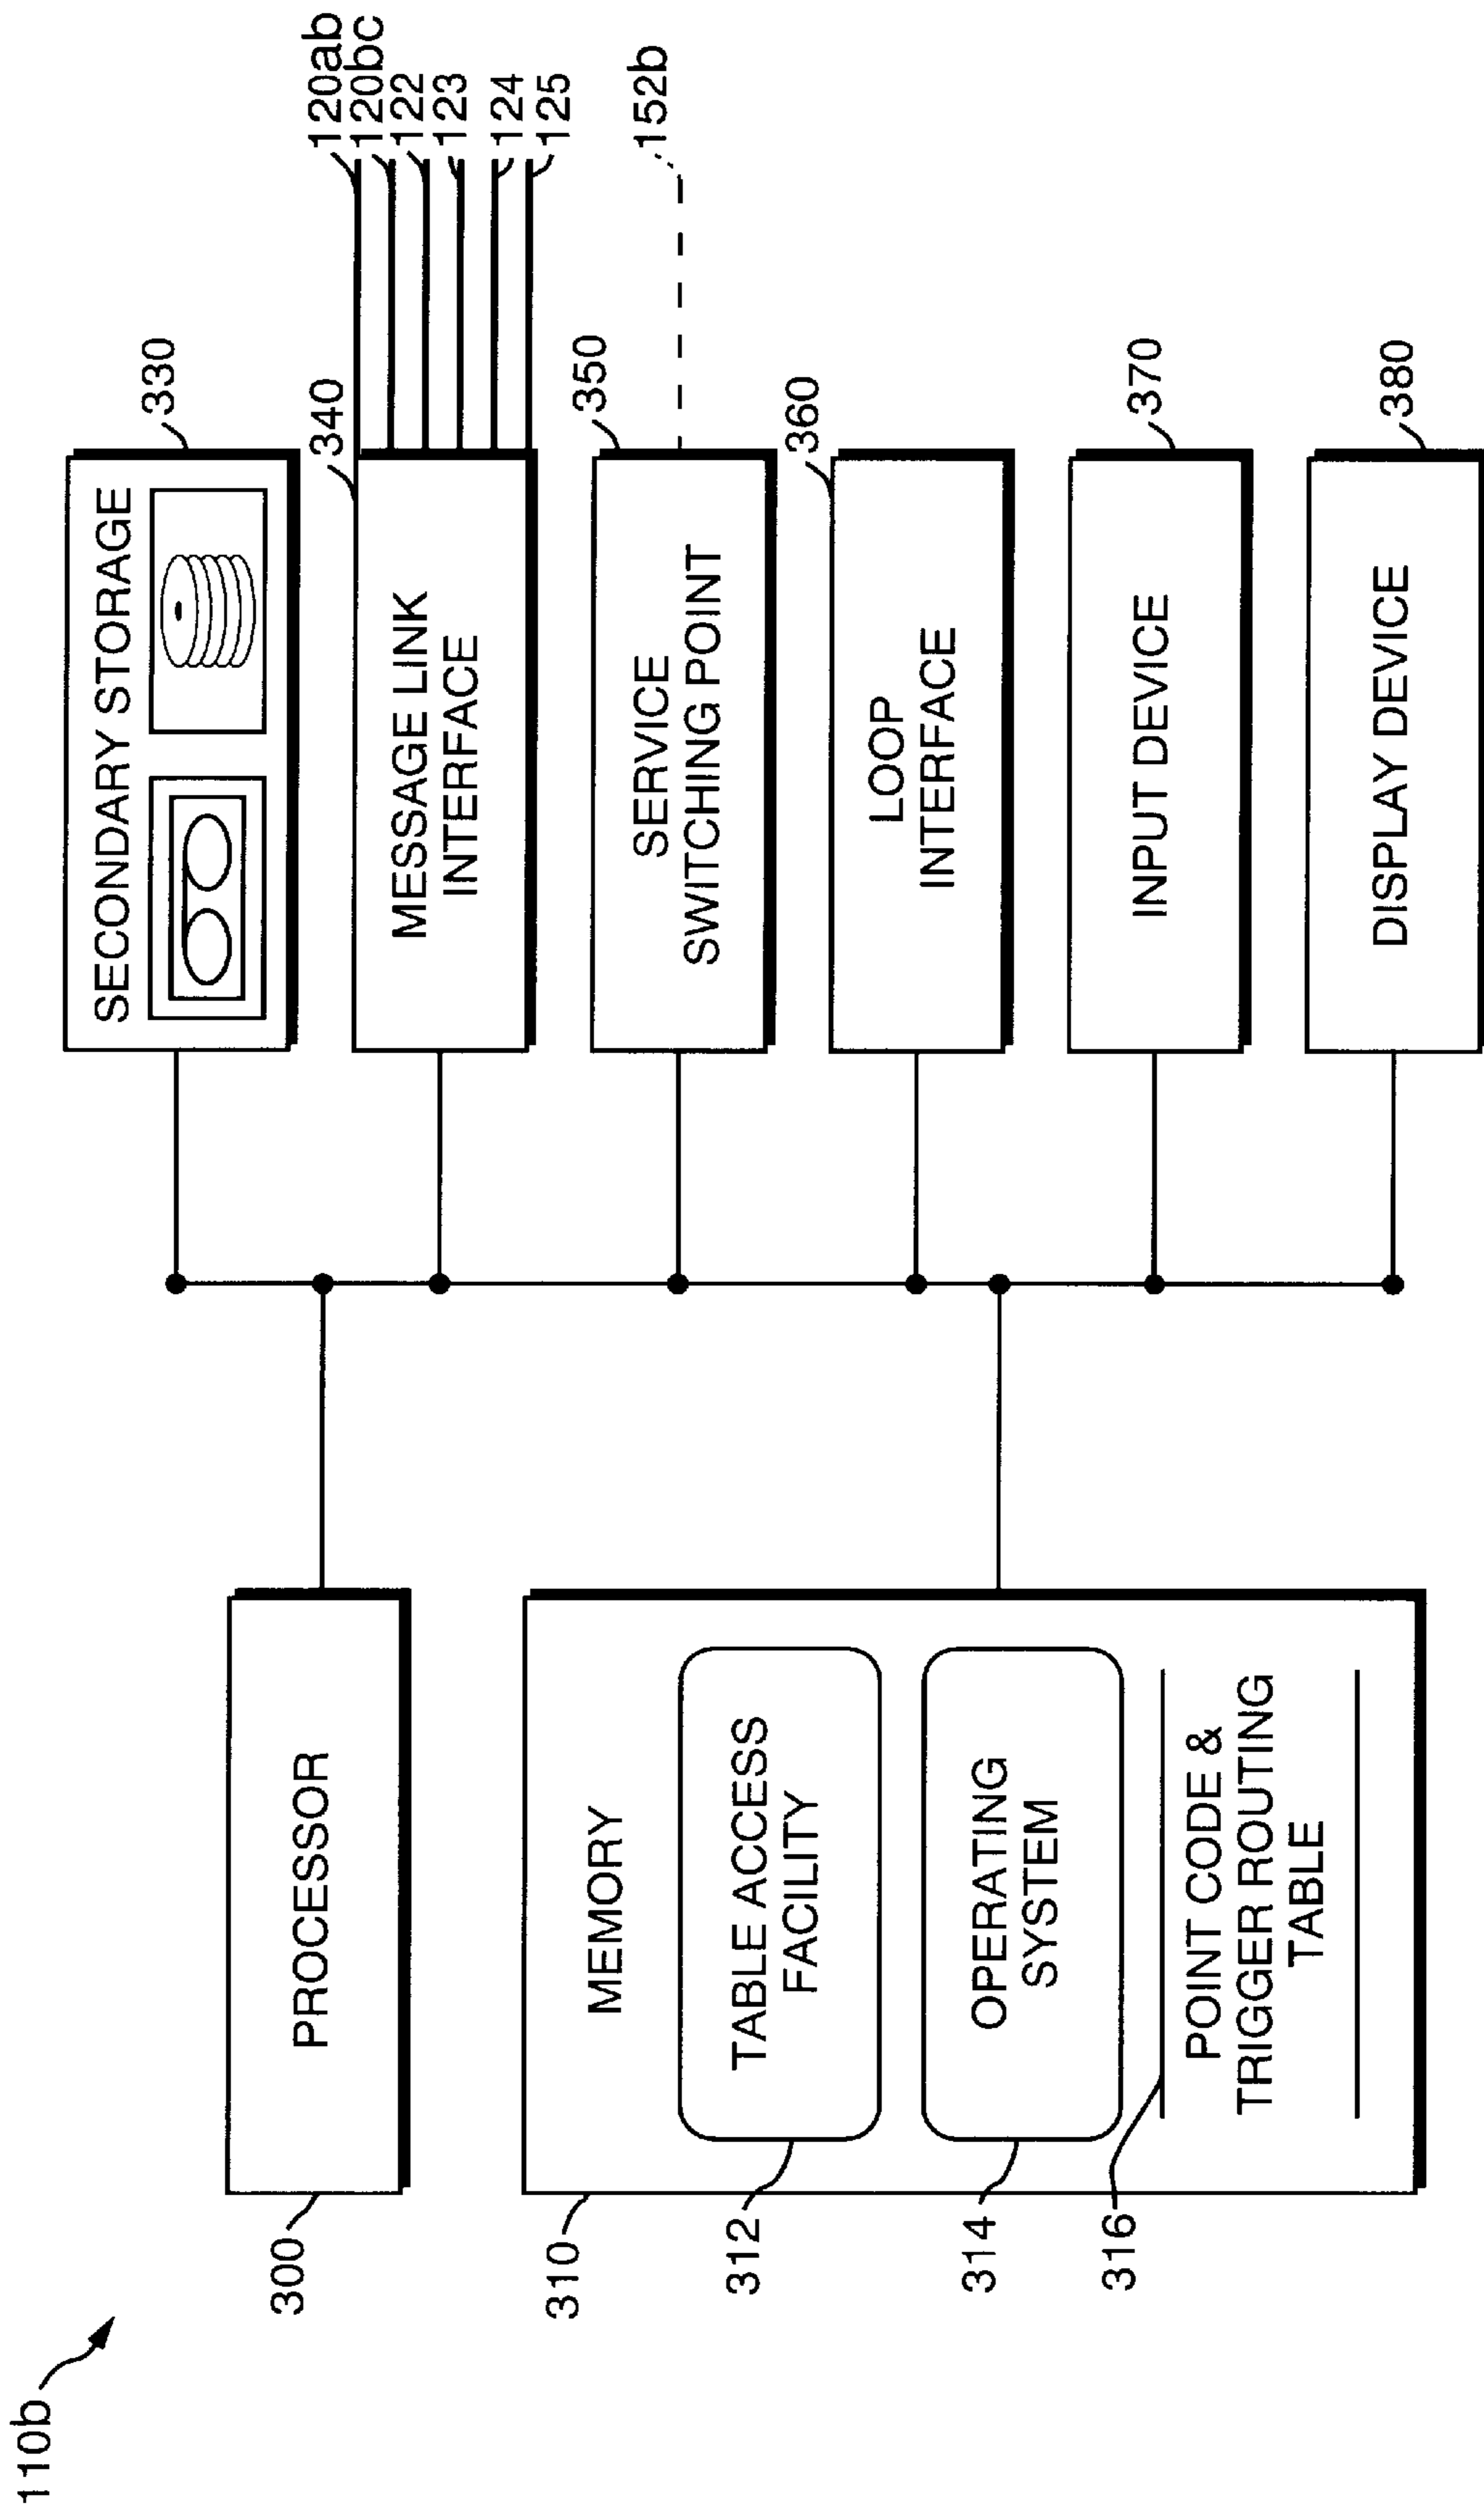 110b
300
PROCESSOR
310
MEMORY
312
TABLE ACCESS
FACILITY
314
OPERATING
SYSTEM
316
POINT CODE &
TRIGGER ROUTING
TABLE
330
SECONDARY STORAGE
340
MESSAGE LINK
INTERFACE
120ab
120bc
122
123
124
125
350
SERVICE
SWITCHING POINT
152b
360
LOOP
INTERFACE
370
INPUT DEVICE
380
DISPLAY DEVICE